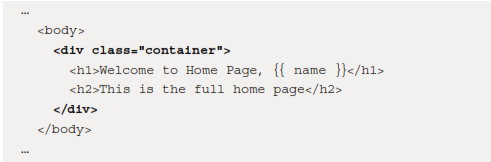 …
<body>
<div class="container">
<h1>Welcome to Home Page, {{ name }}</h1>
<h2>This is the full home page</h2>
</div>
</body>
…